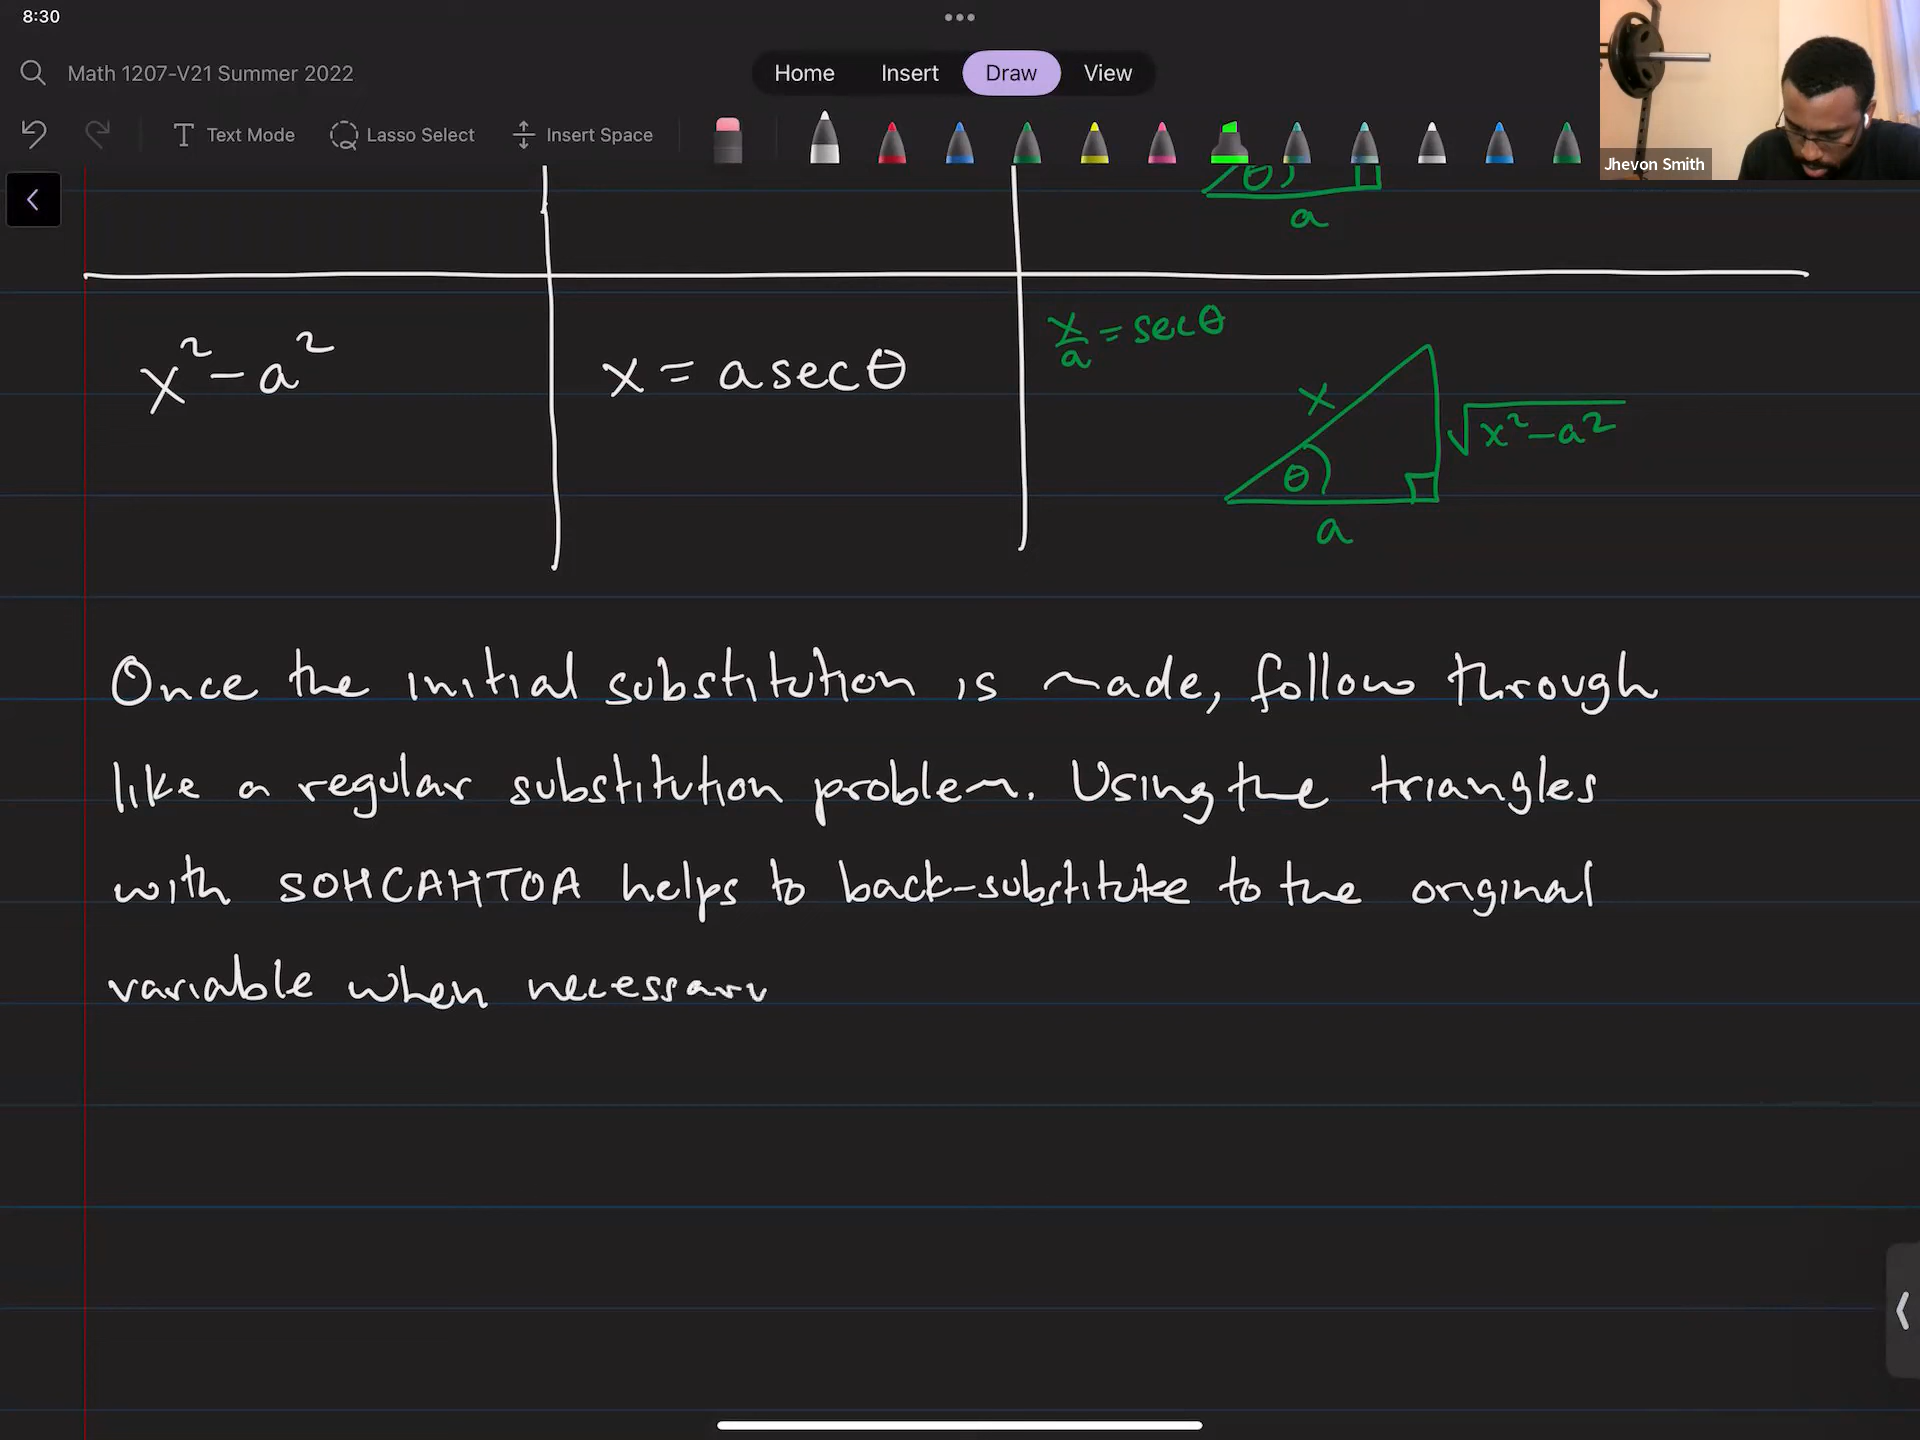 8:30
Math 1207-V21 Summer 2022
Home Insert Draw View
Text Mode Lasso Select Insert Space
Jhevon Smith
θ
a
x² - a²
x = a sec θ
x/a = sec θ
x
√x² - a²
θ
a
Once the initial substitution is made, follow through
like a regular substitution problem. Using the triangles
with SOHCAHTOA helps to back-substitute to the original
variable when necessary